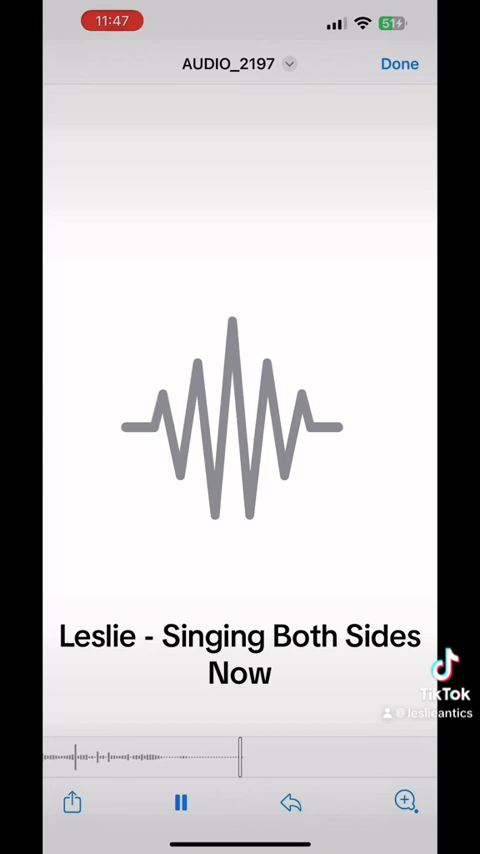 11:47
51
AUDIO_2197
Done
Leslie - Singing Both Sides
Now
TikTok
@leslieantics